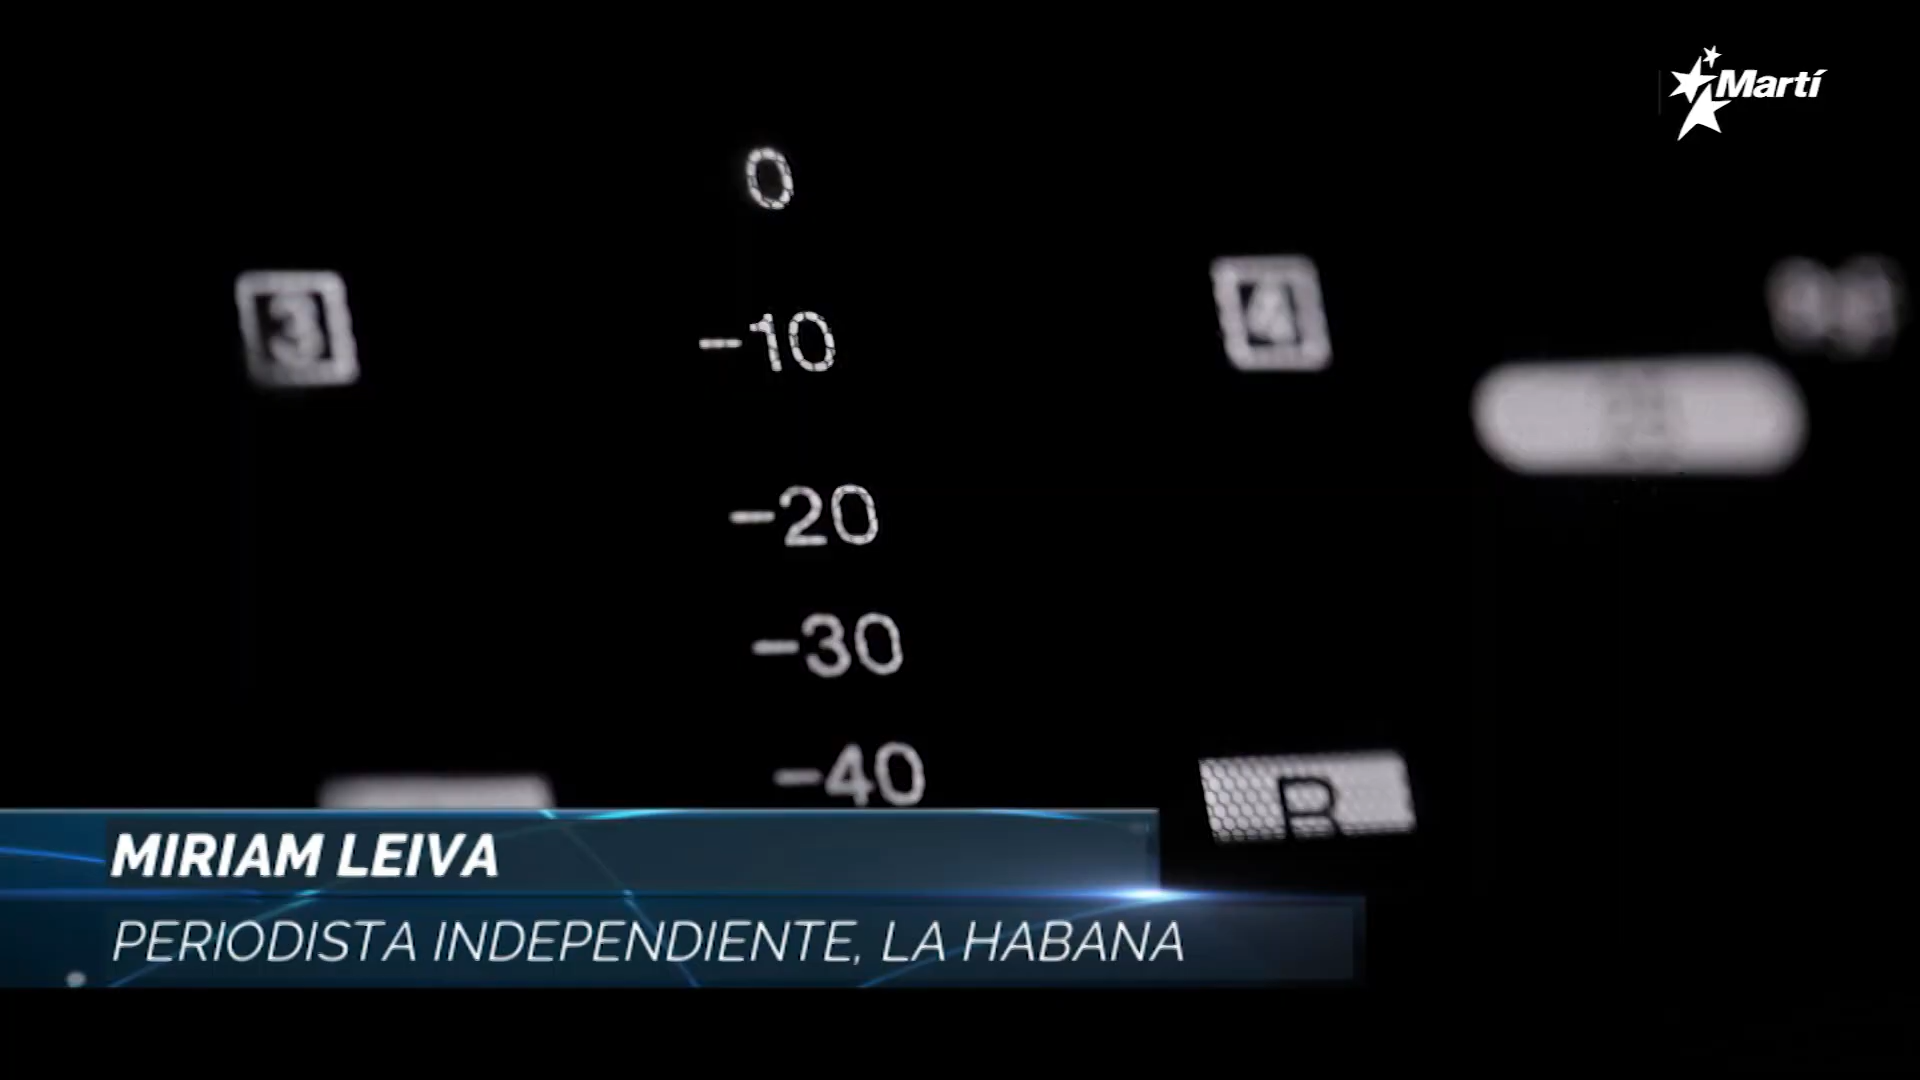 Martí
0
3
4
-10
-20
-30
-40
R
MIRIAM LEIVA
PERIODISTA INDEPENDIENTE, LA HABANA